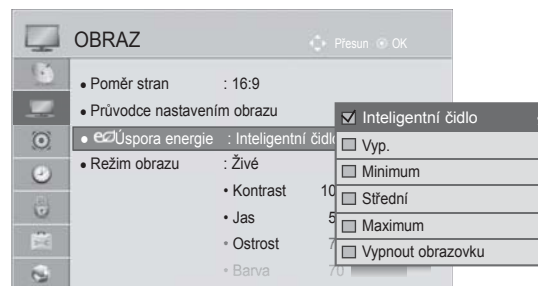 OBRAZ
Přesun OK
• Poměr stran : 16:9
• Průvodce nastavením obrazu
• Úspora energie : Inteligentní čidlo
• Režim obrazu : Živé
• Kontrast 10
• Jas 5
• Ostrost 7
• Barva 70
Inteligentní čidlo
Vyp.
Minimum
Střední
Maximum
Vypnout obrazovku